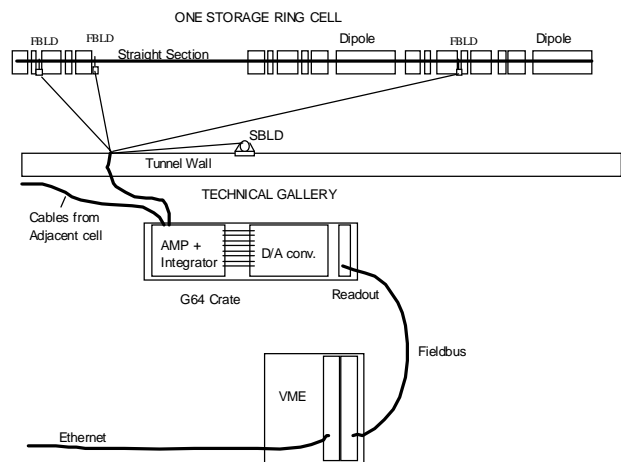 ONE STORAGE RING CELL
FBLD
FBLD
Straight Section
Dipole
FBLD
Dipole
SBLD
Tunnel Wall
TECHNICAL GALLERY
Cables from
Adjacent cell
AMP +
Integrator
D/A conv.
G64 Crate
Readout
Fieldbus
VME
Ethernet